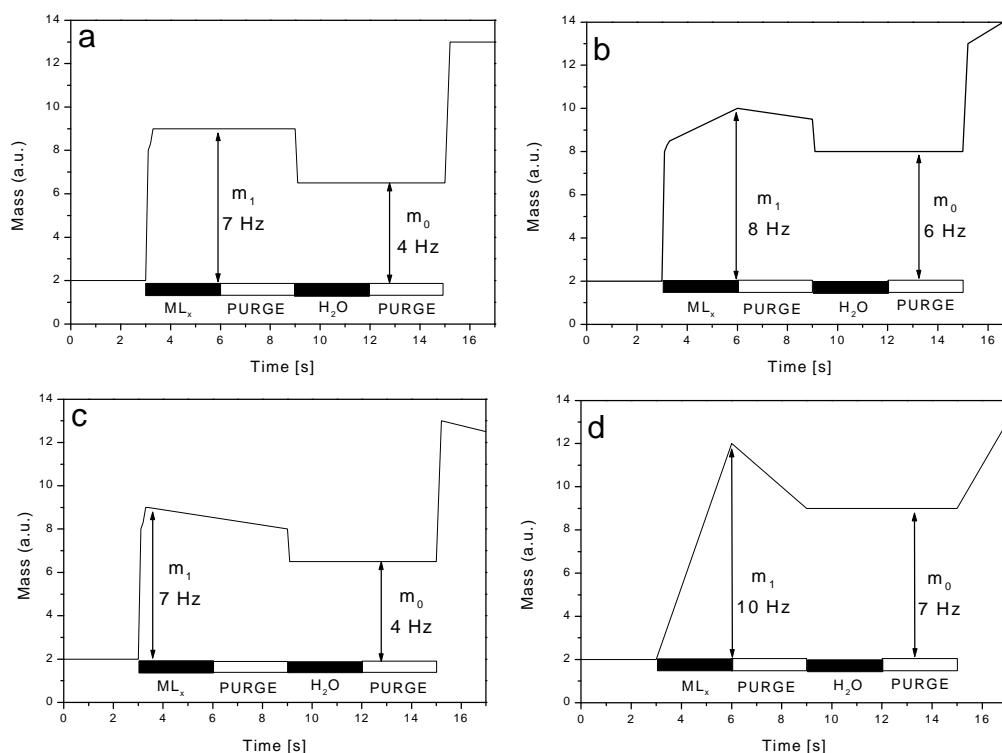 a
Mass (a.u.)
14
12
10
8
6
4
2
0
m1
7 Hz
m0
4 Hz
MLx PURGE H2O PURGE
0 2 4 6 8 10 12 14 16
Time [s]
b
Mass (a.u.)
14
12
10
8
6
4
2
0
m1
8 Hz
m0
6 Hz
MLx PURGE H2O PURGE
0 2 4 6 8 10 12 14 16
Time [s]
c
Mass (a.u.)
14
12
10
8
6
4
2
0
m1
7 Hz
m0
4 Hz
MLx PURGE H2O PURGE
0 2 4 6 8 10 12 14 16
Time [s]
d
Mass (a.u.)
14
12
10
8
6
4
2
0
m1
10 Hz
m0
7 Hz
MLx PURGE H2O PURGE
0 2 4 6 8 10 12 14 16
Time [s]